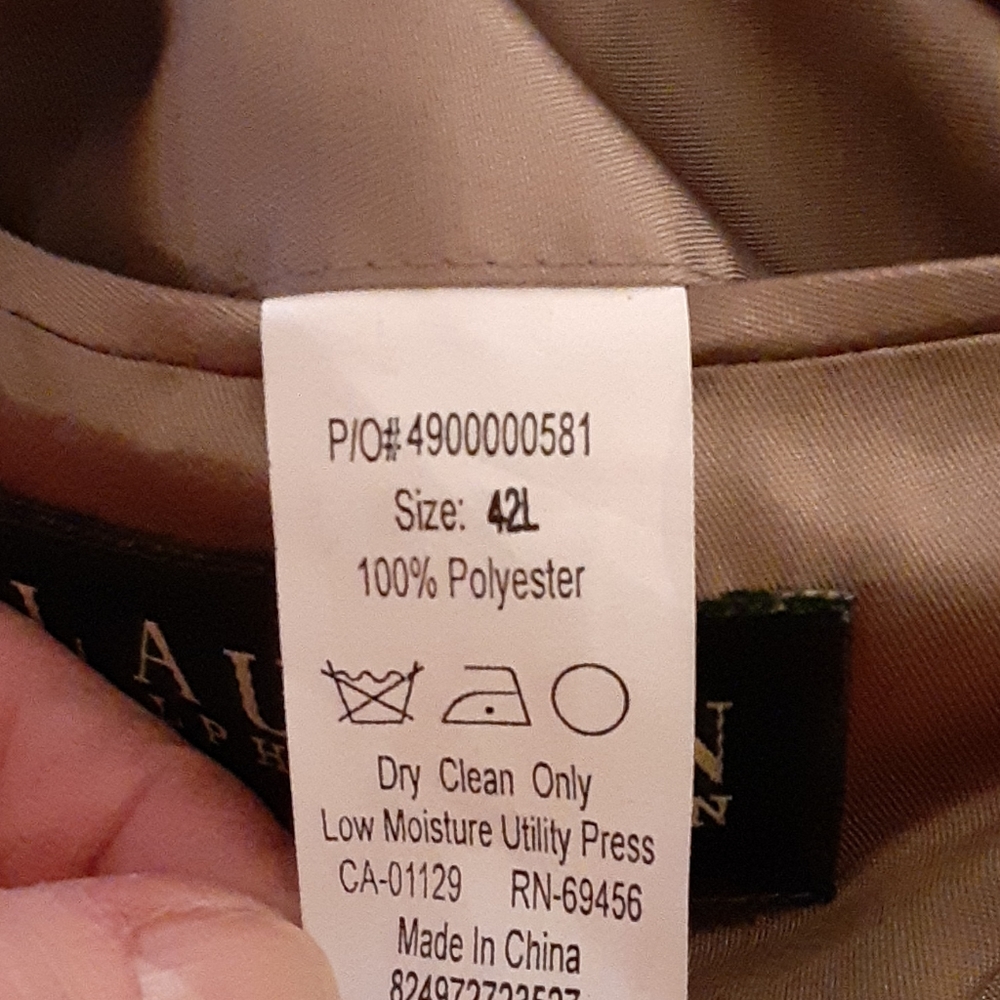 P/O#4900000581
Size: 42L
100% Polyester
Dry Clean Only
Low Moisture Utility Press
CA-01129 RN-69456
Made In China